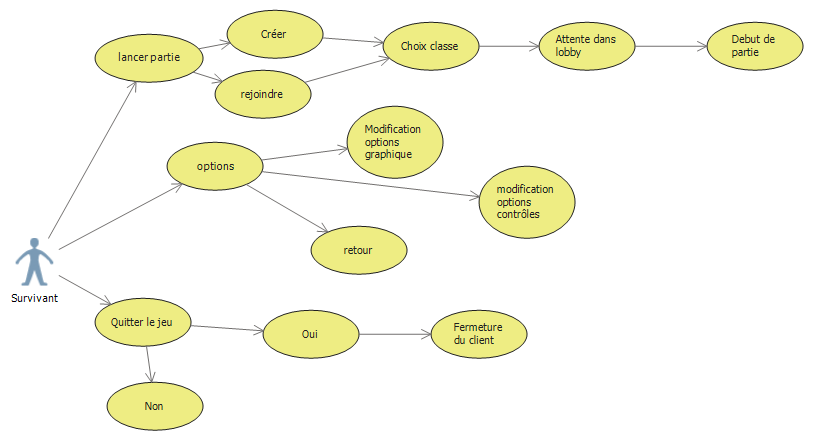 Créer
lancer partie
Choix classe
Attente dans
lobby
Debut de
partie
rejoindre
Modification
options
graphique
options
modification
options
contrôles
retour
Survivant
Quitter le jeu
Oui
Fermeture
du client
Non